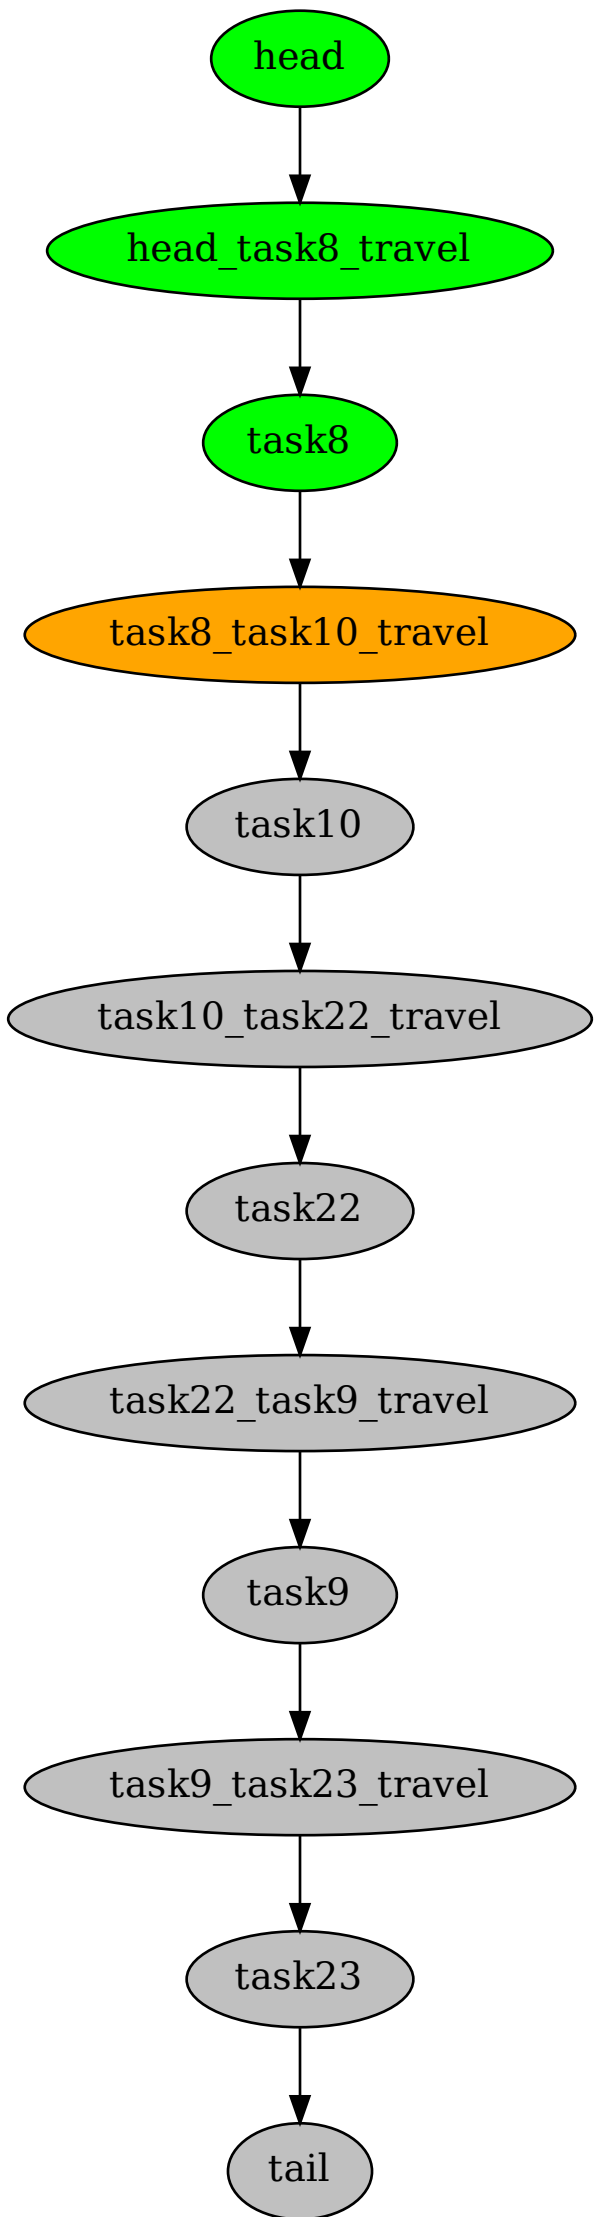 head
head_task8_travel
task8
task8_task10_travel
task10
task10_task22_travel
task22
task22_task9_travel
task9
task9_task23_travel
task23
tail